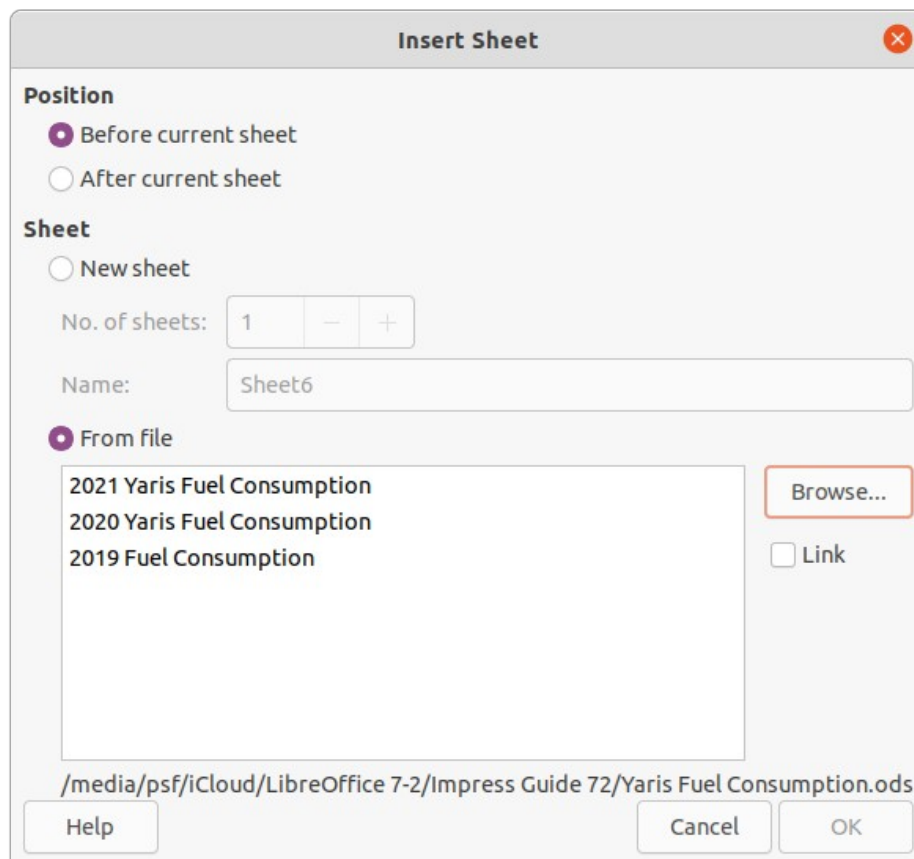 Insert Sheet
Position
Before current sheet
After current sheet
Sheet
New sheet
No. of sheets: 1
Name: Sheet6
From file
2021 Yaris Fuel Consumption
2020 Yaris Fuel Consumption
2019 Fuel Consumption
Browse...
Link
/media/psf/iCloud/LibreOffice 7-2/Impress Guide 72/Yaris Fuel Consumption.ods
Help Cancel OK